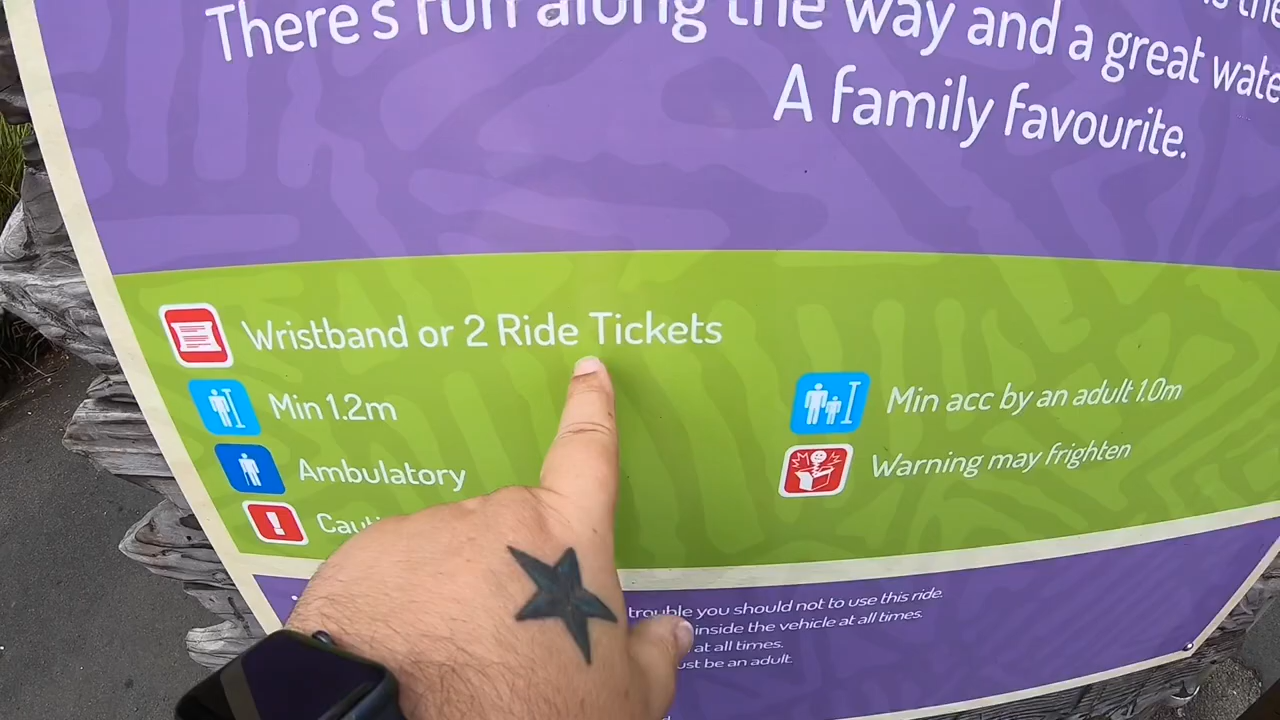 There's fun along the way and a great
A family favourite.
Wristband or 2 Ride Tickets
Min 1.2m
Min acc by an adult 1.0m
Ambulatory
Warning may frighten
trouble you should not to use this ride.
inside the vehicle at all times.
at all times.
be an adult.